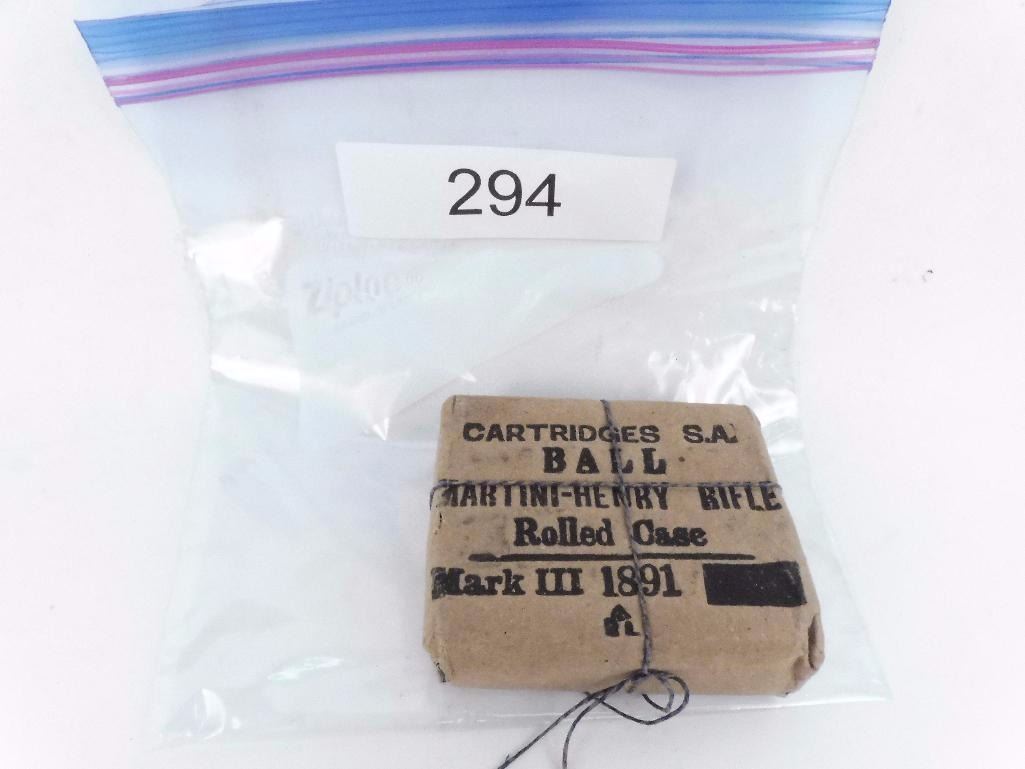 294
Ziploc
CARTRIDGES S.A.
BALL
MARTINI-HENRY RIFLE
Rolled Case
Mark III 1891